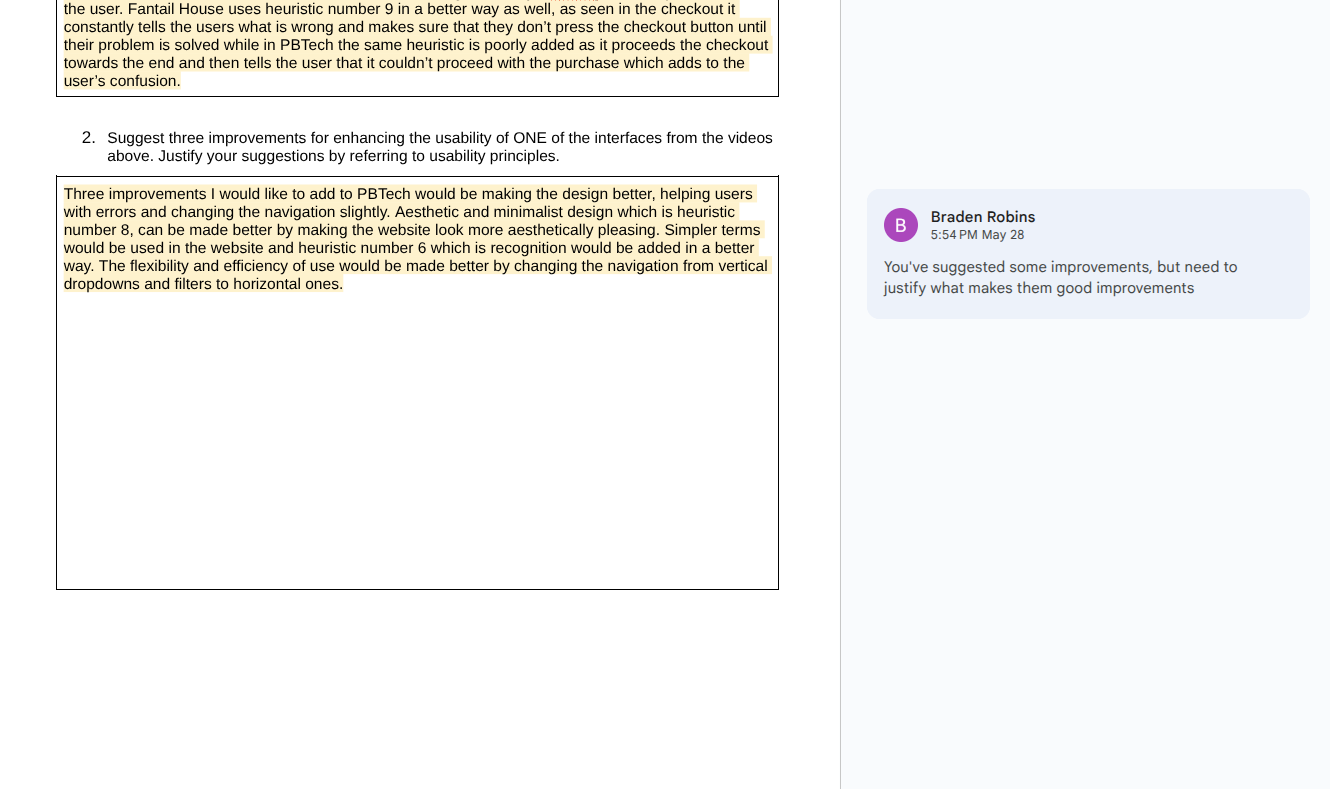 the user. Fantail House uses heuristic number 9 in a better way as well, as seen in the checkout it
constantly tells the users what is wrong and makes sure that they don’t press the checkout button until
their problem is solved while in PBTech the same heuristic is poorly added as it proceeds the checkout
towards the end and then tells the user that it couldn’t proceed with the purchase which adds to the
user’s confusion.
2. Suggest three improvements for enhancing the usability of ONE of the interfaces from the videos
above. Justify your suggestions by referring to usability principles.
Three improvements I would like to add to PBTech would be making the design better, helping users
with errors and changing the navigation slightly. Aesthetic and minimalist design which is heuristic
number 8, can be made better by making the website look more aesthetically pleasing. Simpler terms
would be used in the website and heuristic number 6 which is recognition would be added in a better
way. The flexibility and efficiency of use would be made better by changing the navigation from vertical
dropdowns and filters to horizontal ones.
B
Braden Robins
5:54 PM May 28
You've suggested some improvements, but need to
justify what makes them good improvements